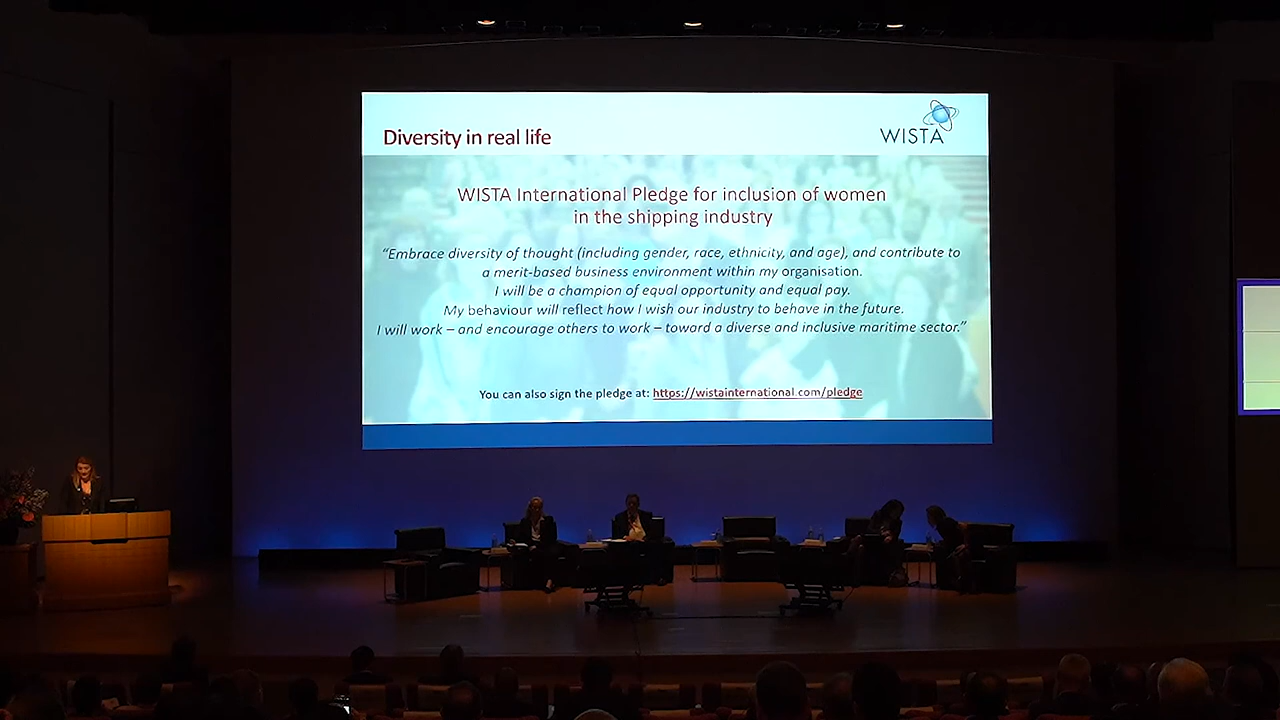 Diversity in real life
WISTA
WISTA International Pledge for inclusion of women
in the shipping industry
“Embrace diversity of thought (including gender, race, ethnicity, and age), and contribute to
a merit-based business environment within my organisation.
I will be a champion of equal opportunity and equal pay.
My behaviour will reflect how I wish our industry to behave in the future.
I will work – and encourage others to work – toward a diverse and inclusive maritime sector.”
You can also sign the pledge at: https://wistainternational.com/pledge